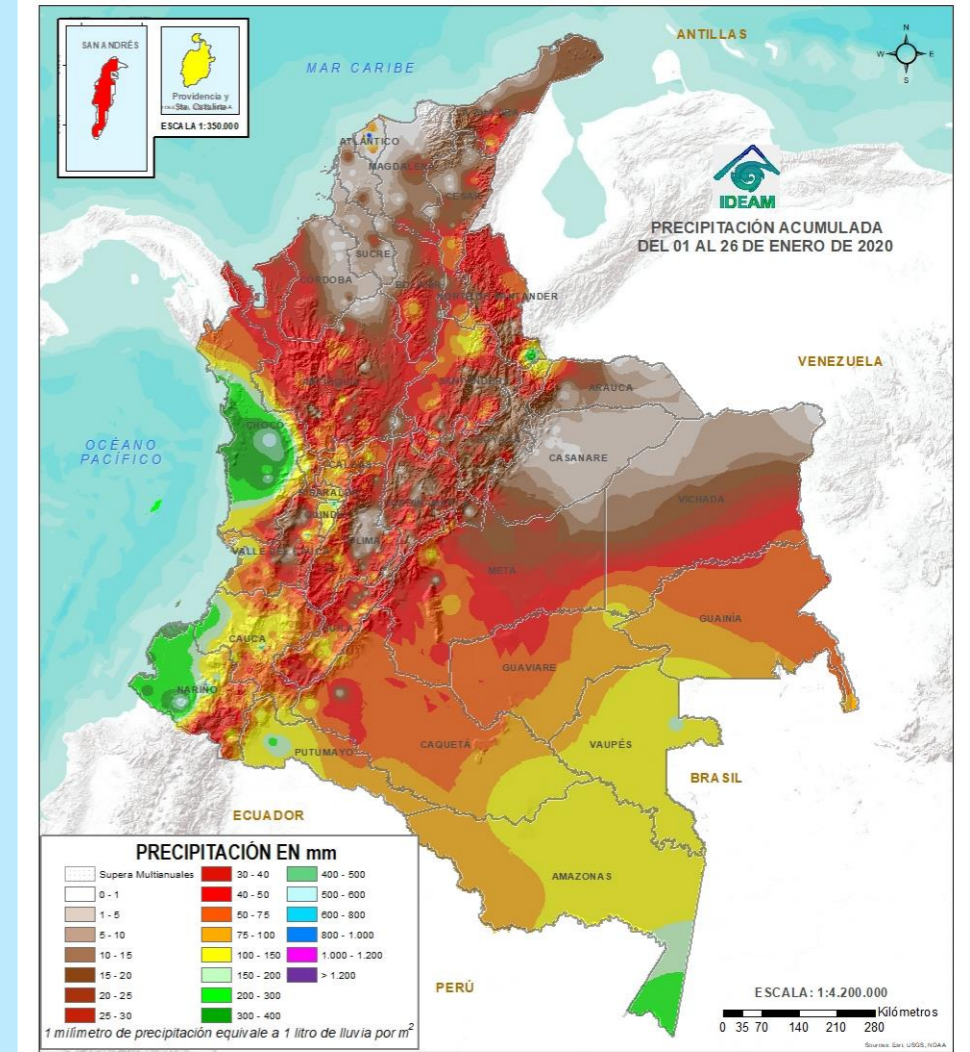 SAN ANDRÉS
Providencia y
Sta. Catalina
ESCALA 1:350.000
ANTILLAS
N
W
E
S
MAR CARIBE
IDEAM
PRECIPITACIÓN ACUMULADA
DEL 01 AL 26 DE ENERO DE 2020
ATLÁNTICO
MAGDALENA
CESAR
SUCRE
CÓRDOBA
VENEZUELA
ARAUCA
OCÉANO
PACÍFICO
CHOCÓ
CASANARE
VICHADA
VALLE DEL CAUCA
META
GUAINÍA
CAUCA
GUAVIARE
NARIÑO
PUTUMAYO
CAQUETÁ
VAUPÉS
BRASIL
ECUADOR
AMAZONAS
PERÚ
PRECIPITACIÓN EN mm
Supera Multianuales
0 - 1
1 - 5
5 - 10
10 - 15
15 - 20
20 - 25
25 - 30
30 - 40
40 - 50
50 - 75
75 - 100
100 - 150
150 - 200
200 - 300
300 - 400
400 - 500
500 - 600
600 - 800
800 - 1.000
1.000 - 1.200
> 1.200
1 milímetro de precipitación equivale a 1 litro de lluvia por m²
ESCALA: 1:4.200.000
Kilómetros
0 35 70 140 210 280
Sources: Esri, USGS, NOAA